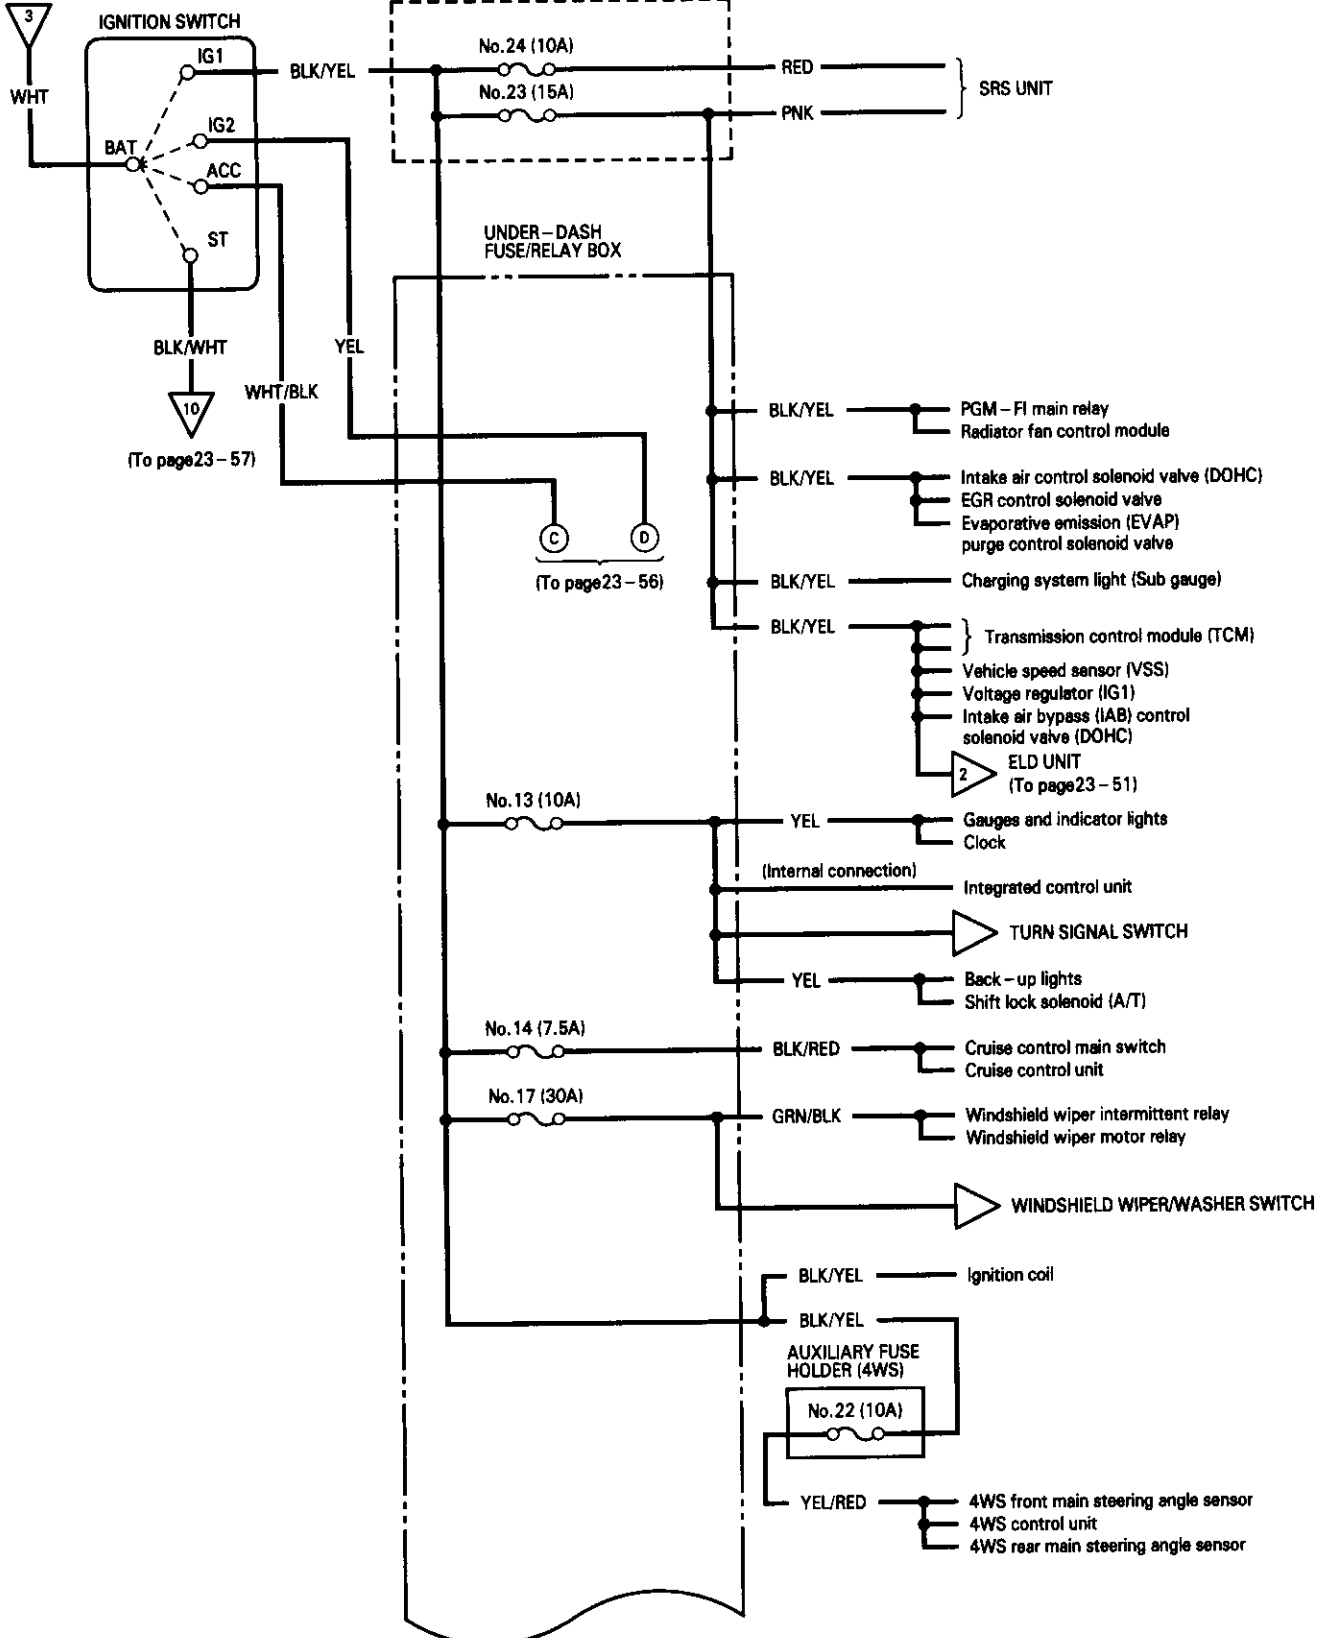 3
IGNITION SWITCH
WHT
IG1
BLK/YEL
No.24 (10A)
RED
No.23 (15A)
PNK
SRS UNIT
BAT
IG2
ACC
ST
UNDER–DASH
FUSE/RELAY BOX
BLK/WHT
YEL
WHT/BLK
10
(To page23–57)
C
D
(To page23–56)
BLK/YEL
PGM–FI main relay
Radiator fan control module
BLK/YEL
Intake air control solenoid valve (DOHC)
EGR control solenoid valve
Evaporative emission (EVAP)
purge control solenoid valve
BLK/YEL
Charging system light (Sub gauge)
BLK/YEL
Transmission control module (TCM)
Vehicle speed sensor (VSS)
Voltage regulator (IG1)
Intake air bypass (IAB) control
solenoid valve (DOHC)
2
ELD UNIT
(To page23–51)
No.13 (10A)
YEL
Gauges and indicator lights
Clock
(Internal connection)
Integrated control unit
TURN SIGNAL SWITCH
YEL
Back–up lights
Shift lock solenoid (A/T)
No.14 (7.5A)
BLK/RED
Cruise control main switch
Cruise control unit
No.17 (30A)
GRN/BLK
Windshield wiper intermittent relay
Windshield wiper motor relay
WINDSHIELD WIPER/WASHER SWITCH
BLK/YEL
Ignition coil
BLK/YEL
AUXILIARY FUSE
HOLDER (4WS)
No.22 (10A)
YEL/RED
4WS front main steering angle sensor
4WS control unit
4WS rear main steering angle sensor